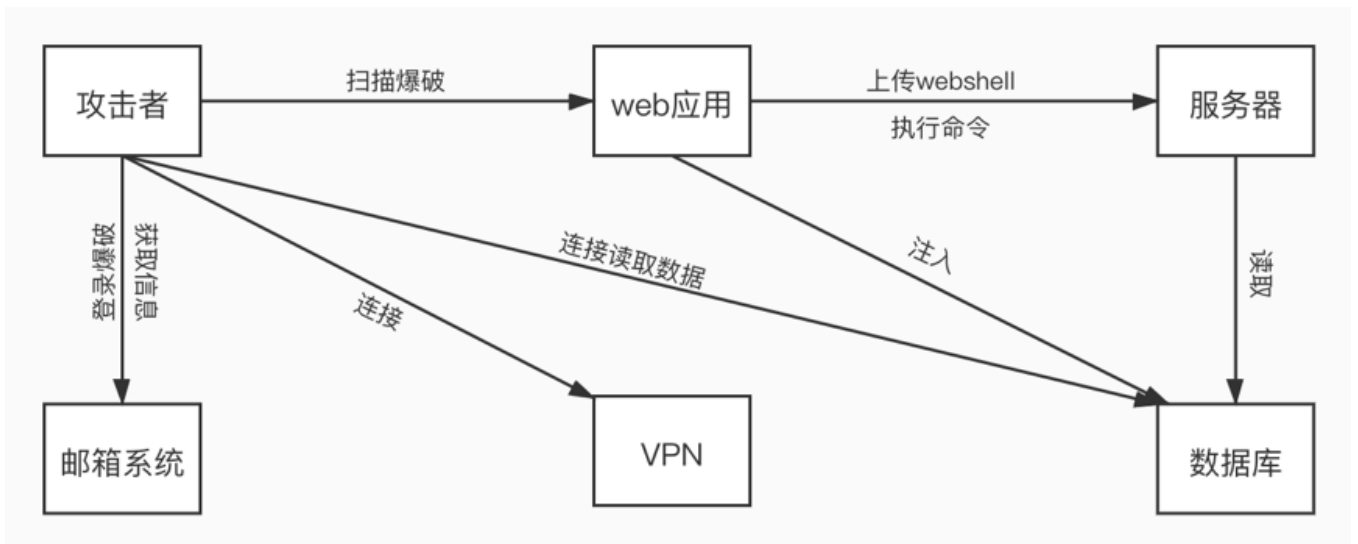 攻击者
扫描爆破
web应用
上传webshell
执行命令
服务器
登录爆破
获取信息
连接
连接读取数据
注入
读取
邮箱系统
VPN
数据库